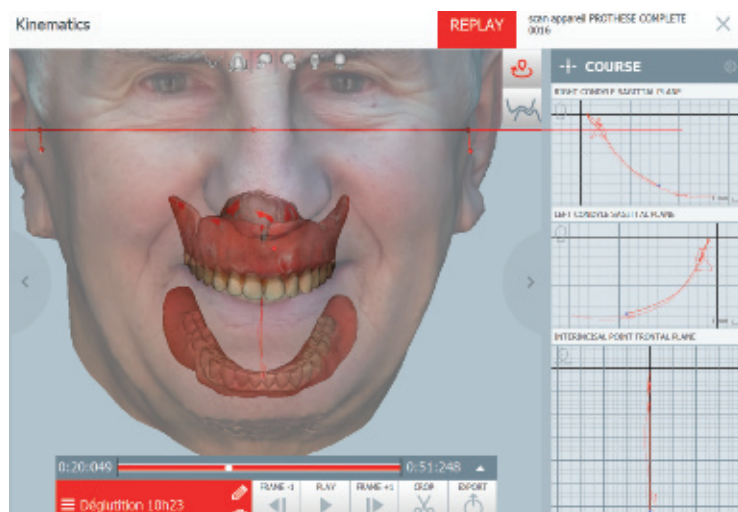 Kinematics
REPLAY
scan appareil PROTHESE COMPLETE
0016
COURSE
RIGHT CONDYLE SAGITTAL PLANE
LEFT CONDYLE SAGITTAL PLANE
INTERINCISAL POINT FRONTAL PLANE
0:20:049
0:51:248
Déglutition 10h23
FRAME -1
PLAY
FRAME +1
CROP
EXPORT